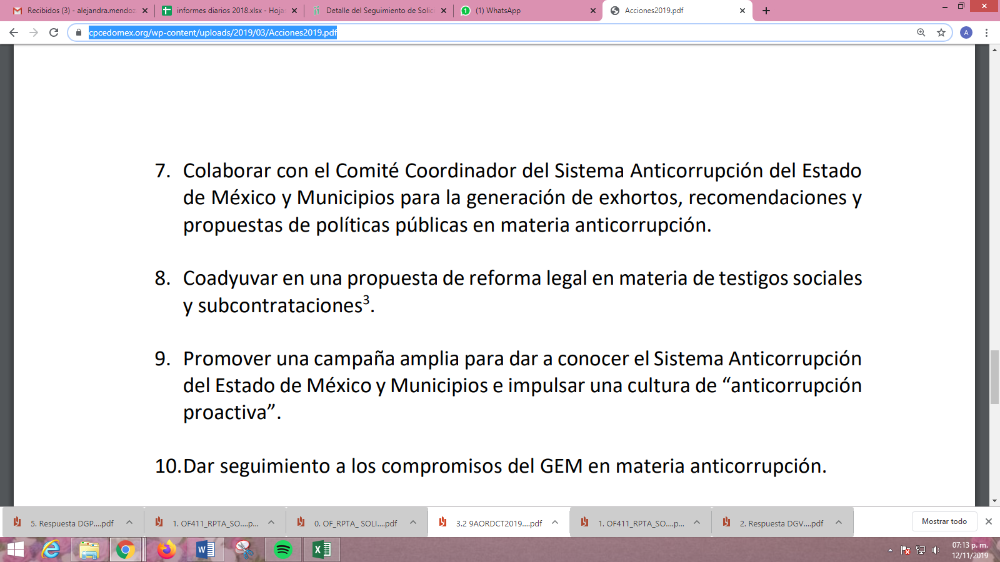 Recibidos (3) - alejandra.mendoz
informes diarios 2018.xlsx - Hoja
Detalle del Seguimiento de Solici
(1) WhatsApp
Acciones2019.pdf
cpcedomex.org/wp-content/uploads/2019/03/Acciones2019.pdf
A
7. Colaborar con el Comité Coordinador del Sistema Anticorrupción del Estado
de México y Municipios para la generación de exhortos, recomendaciones y
propuestas de políticas públicas en materia anticorrupción.
8. Coadyuvar en una propuesta de reforma legal en materia de testigos sociales
y subcontrataciones³.
9. Promover una campaña amplia para dar a conocer el Sistema Anticorrupción
del Estado de México y Municipios e impulsar una cultura de “anticorrupción
proactiva”.
10. Dar seguimiento a los compromisos del GEM en materia anticorrupción.
5. Respuesta DGP....pdf
1. OF411_RPTA_SO....p...
0. OF_RPTA_ SOLI....pdf
3.2 9AORDCT2019....pdf
1. OF411_RPTA_SO....p...
2. Respuesta DGV....pdf
Mostrar todo
07:13 p. m.
12/11/2019